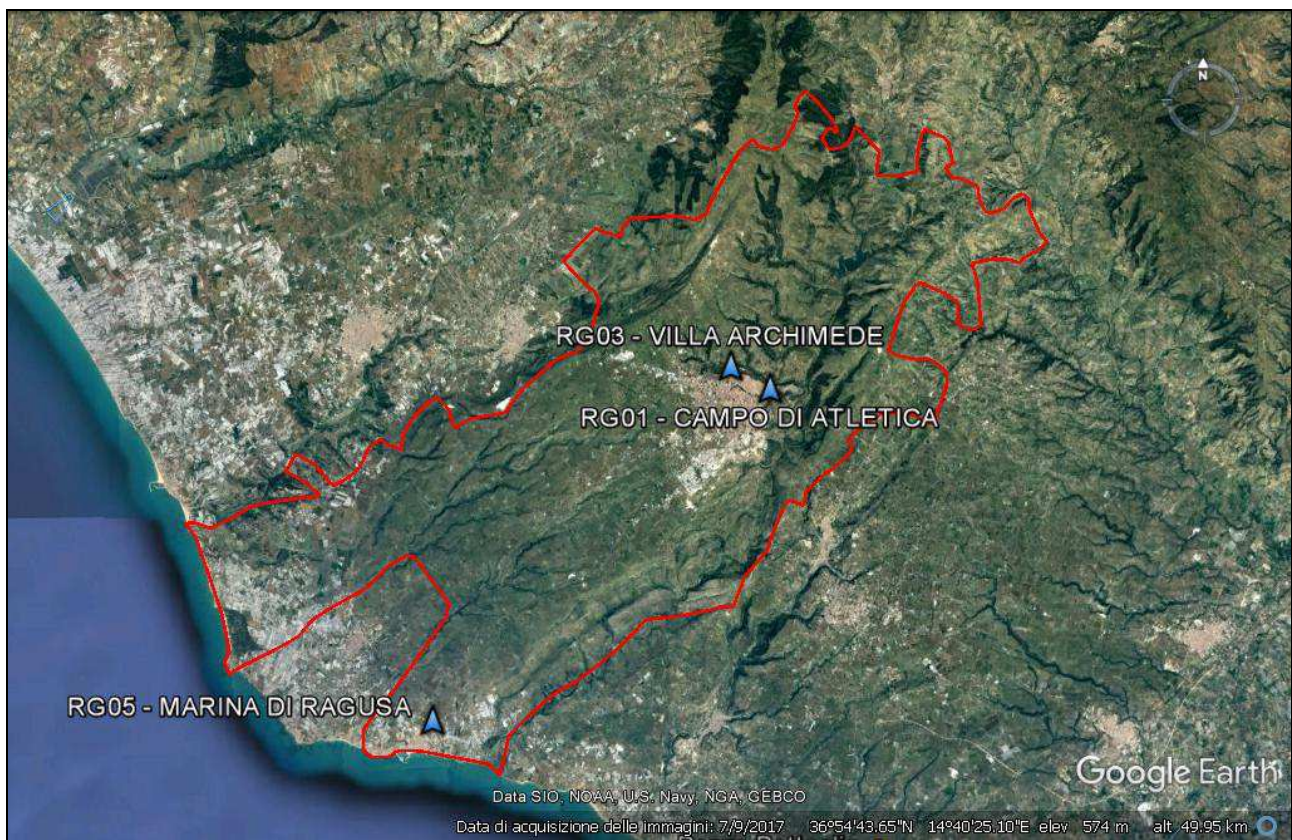 N
RG03 - VILLA ARCHIMEDE
RG01 - CAMPO DI ATLETICA
RG05 - MARINA DI RAGUSA
Google Earth
Data SIO, NOAA, U.S. Navy, NGA, GEBCO
Data di acquisizione delle immagini: 7/9/2017 36°54'43.65"N 14°40'25.10"E elev 574 m alt 49.95 km